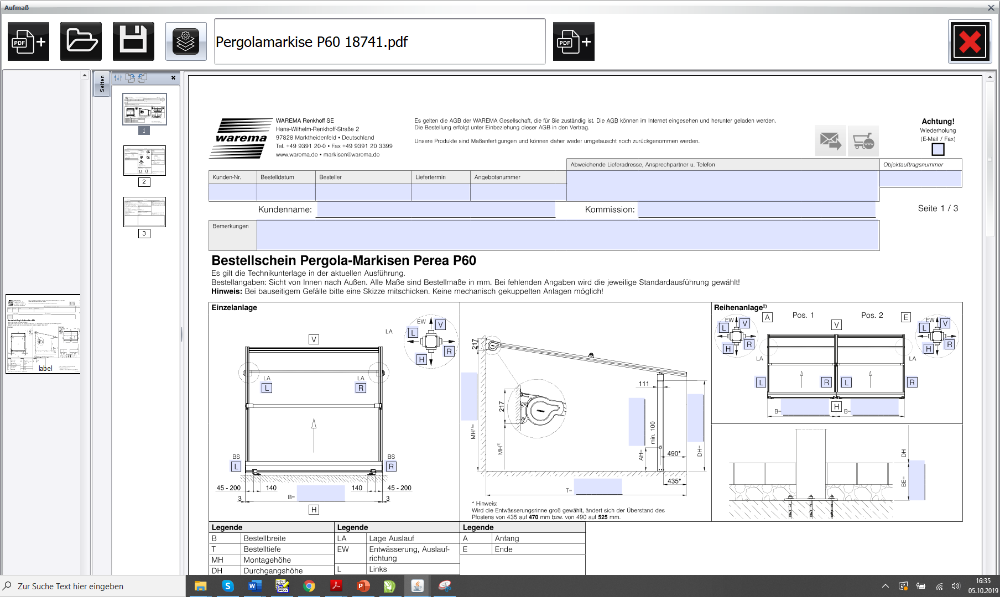 Aufmaß
PDF
Pergolamarkise P60 18741.pdf
PDF
Seiten
1
2
3
label
warema
WAREMA Renkhoff SE
Hans-Wilhelm-Renkhoff-Straße 2
97828 Marktheidenfeld • Deutschland
Tel. +49 9391 20-0 • Fax +49 9391 20 3399
www.warema.de • markisen@warema.de
Es gelten die AGB der WAREMA Gesellschaft, die für Sie zuständig ist. Die AGB können im Internet eingesehen und herunter geladen werden.
Die Bestellung erfolgt unter Einbeziehung dieser AGB in den Vertrag.
Unsere Produkte sind Maßanfertigungen und können daher weder umgetauscht noch zurückgenommen werden.
www
Achtung!
Wiederholung
(E-Mail / Fax)
Abweichende Lieferadresse, Ansprechpartner u. Telefon
Objektauftragsnummer
Kunden-Nr.
Bestelldatum
Besteller
Liefertermin
Angebotsnummer
Kundenname:
Kommission:
Seite 1 / 3
Bemerkungen
Bestellschein Pergola-Markisen Perea P60
Es gilt die Technikunterlage in der aktuellen Ausführung.
Bestellangaben: Sicht von Innen nach Außen. Alle Maße sind Bestellmaße in mm. Bei fehlenden Angaben wird die jeweilige Standardausführung gewählt!
Hinweis: Bei bauseitigem Gefälle bitte eine Skizze mitschicken. Keine mechanisch gekuppelten Anlagen möglich!
Einzelanlage
V
LA
EW
V
L
R
H
LA
L
LA
R
BS
L
BS
R
45 - 200
140
140
45 - 200
3
B=
3
H
217
217
MH1)=
MH1)
111
min. 100
AH=
490*
DH=
435*
T=
* Hinweis:
Wird die Entwässerungsrinne groß gewählt, ändert sich der Überstand des
Pfostens von 435 auf 470 mm bzw. von 490 auf 525 mm.
Reihenanlage2)
EW
V
L
R
H
A
Pos. 1
V
Pos. 2
E
EW
V
L
R
H
LA
LA
L
R
L
R
B=
H
B=
DH
BE=
Legende
B Bestellbreite
T Bestelltiefe
MH Montagehöhe
DH Durchgangshöhe
Legende
LA Lage Auslauf
EW Entwässerung, Auslauf-
richtung
L Links
Legende
A Anfang
E Ende
Zur Suche Text hier eingeben
16:35
05.10.2019